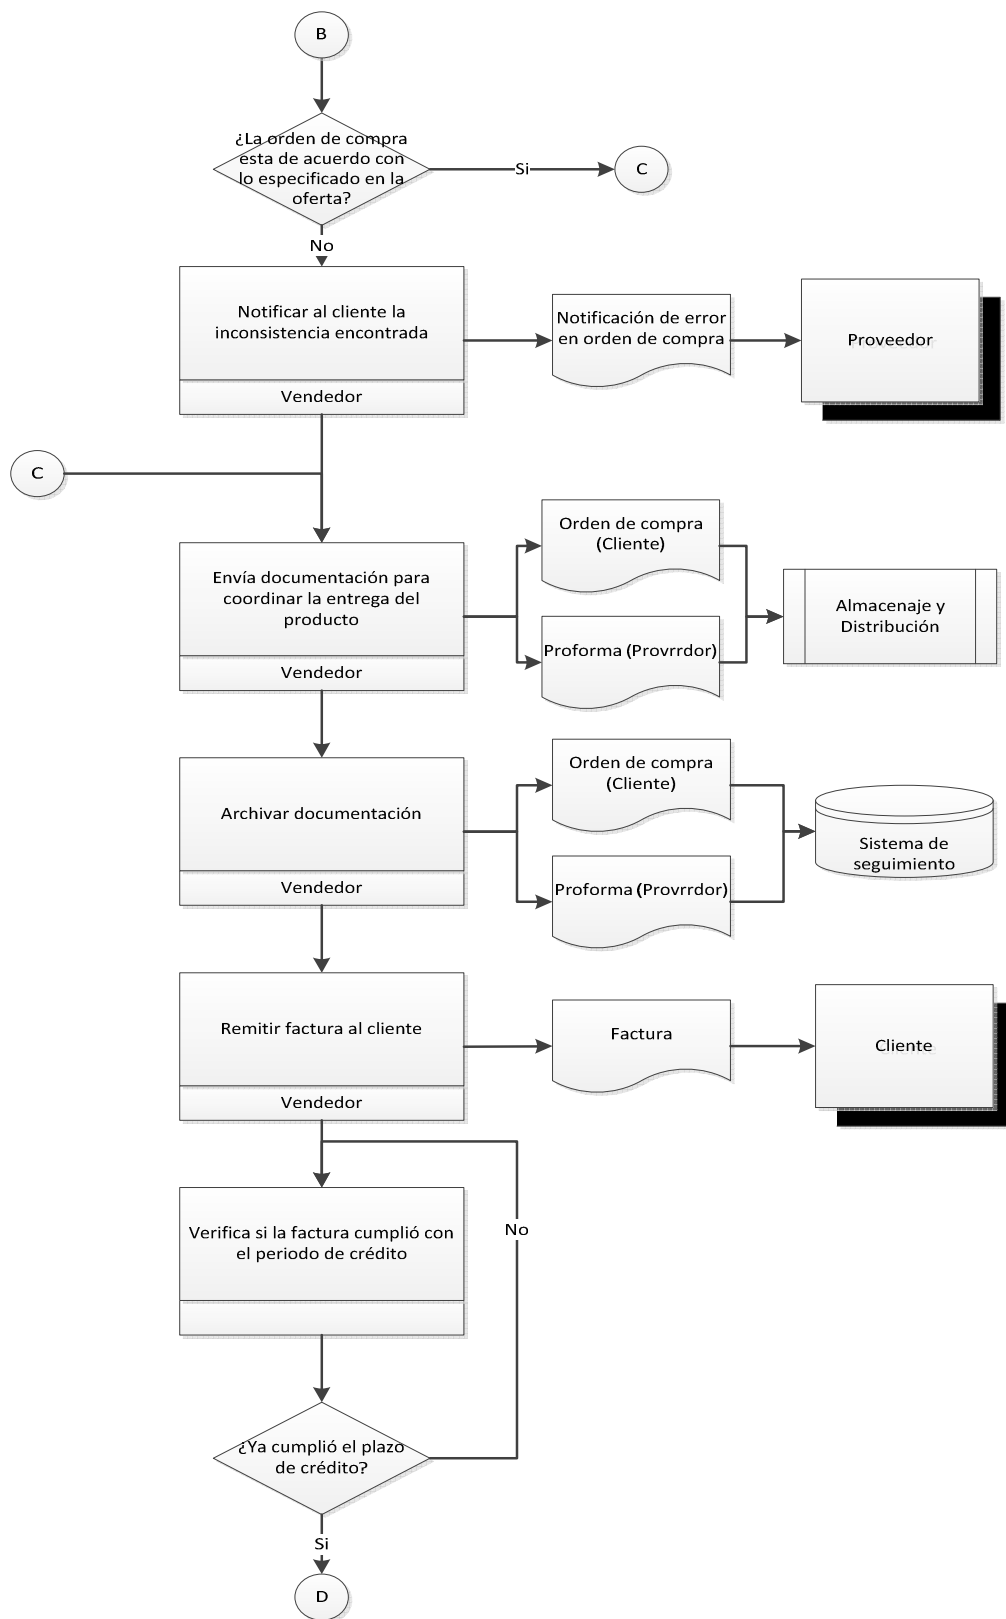 B
¿La orden de compra
esta de acuerdo con
lo especificado en la
oferta?
Si
C
No
Notificar al cliente la
inconsistencia encontrada
Vendedor
Notificación de error
en orden de compra
Proveedor
C
Envía documentación para
coordinar la entrega del
producto
Vendedor
Orden de compra
(Cliente)
Proforma (Provrrdor)
Almacenaje y
Distribución
Archivar documentación
Vendedor
Orden de compra
(Cliente)
Proforma (Provrrdor)
Sistema de
seguimiento
Remitir factura al cliente
Vendedor
Factura
Cliente
Verifica si la factura cumplió con
el periodo de crédito
No
¿Ya cumplió el plazo
de crédito?
Si
D